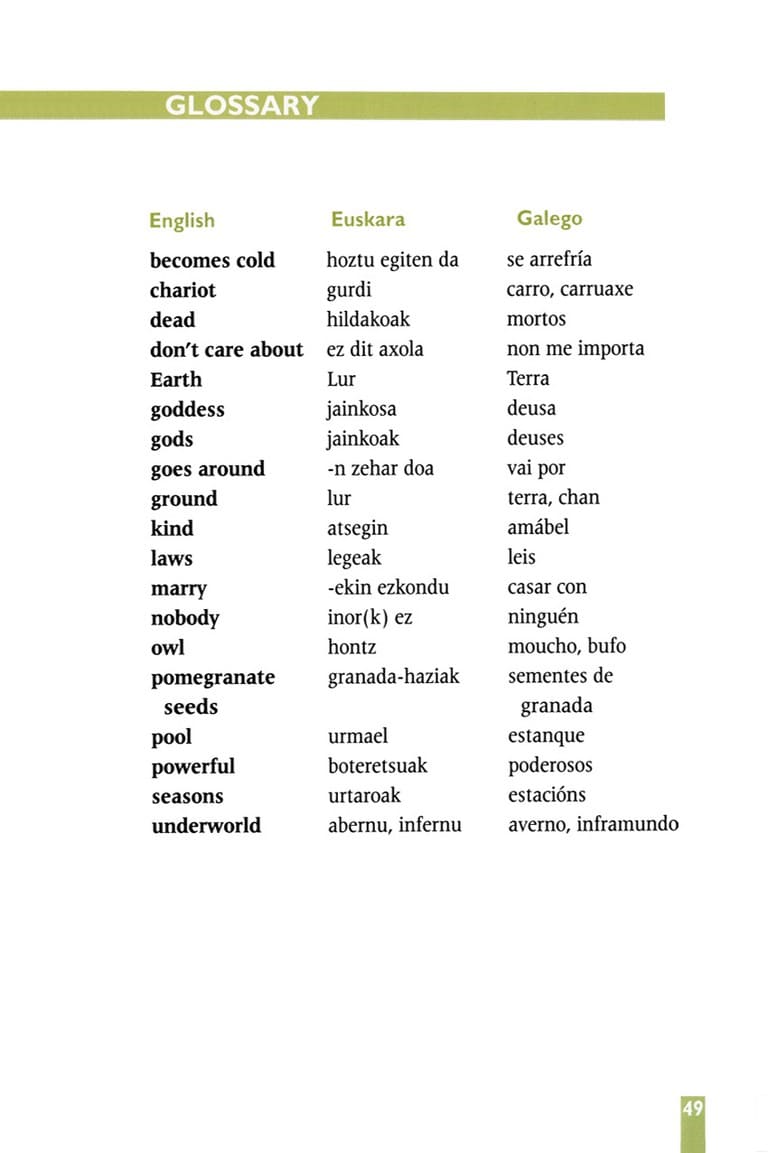 GLOSSARY
English Euskara Galego
becomes cold hoztu egiten da se arrefría
chariot gurdi carro, carruaxe
dead hildakoak mortos
don't care about ez dit axola non me importa
Earth Lur Terra
goddess jainkosa deusa
gods jainkoak deuses
goes around -n zehar doa vai por
ground lur terra, chan
kind atsegin amábel
laws legeak leis
marry -ekin ezkondu casar con
nobody inor(k) ez ninguén
owl hontz moucho, bufo
pomegranate granada-haziak sementes de
seeds granada
pool urmael estanque
powerful boteretsuak poderosos
seasons urtaroak estacións
underworld abernu, infernu averno, inframundo
49